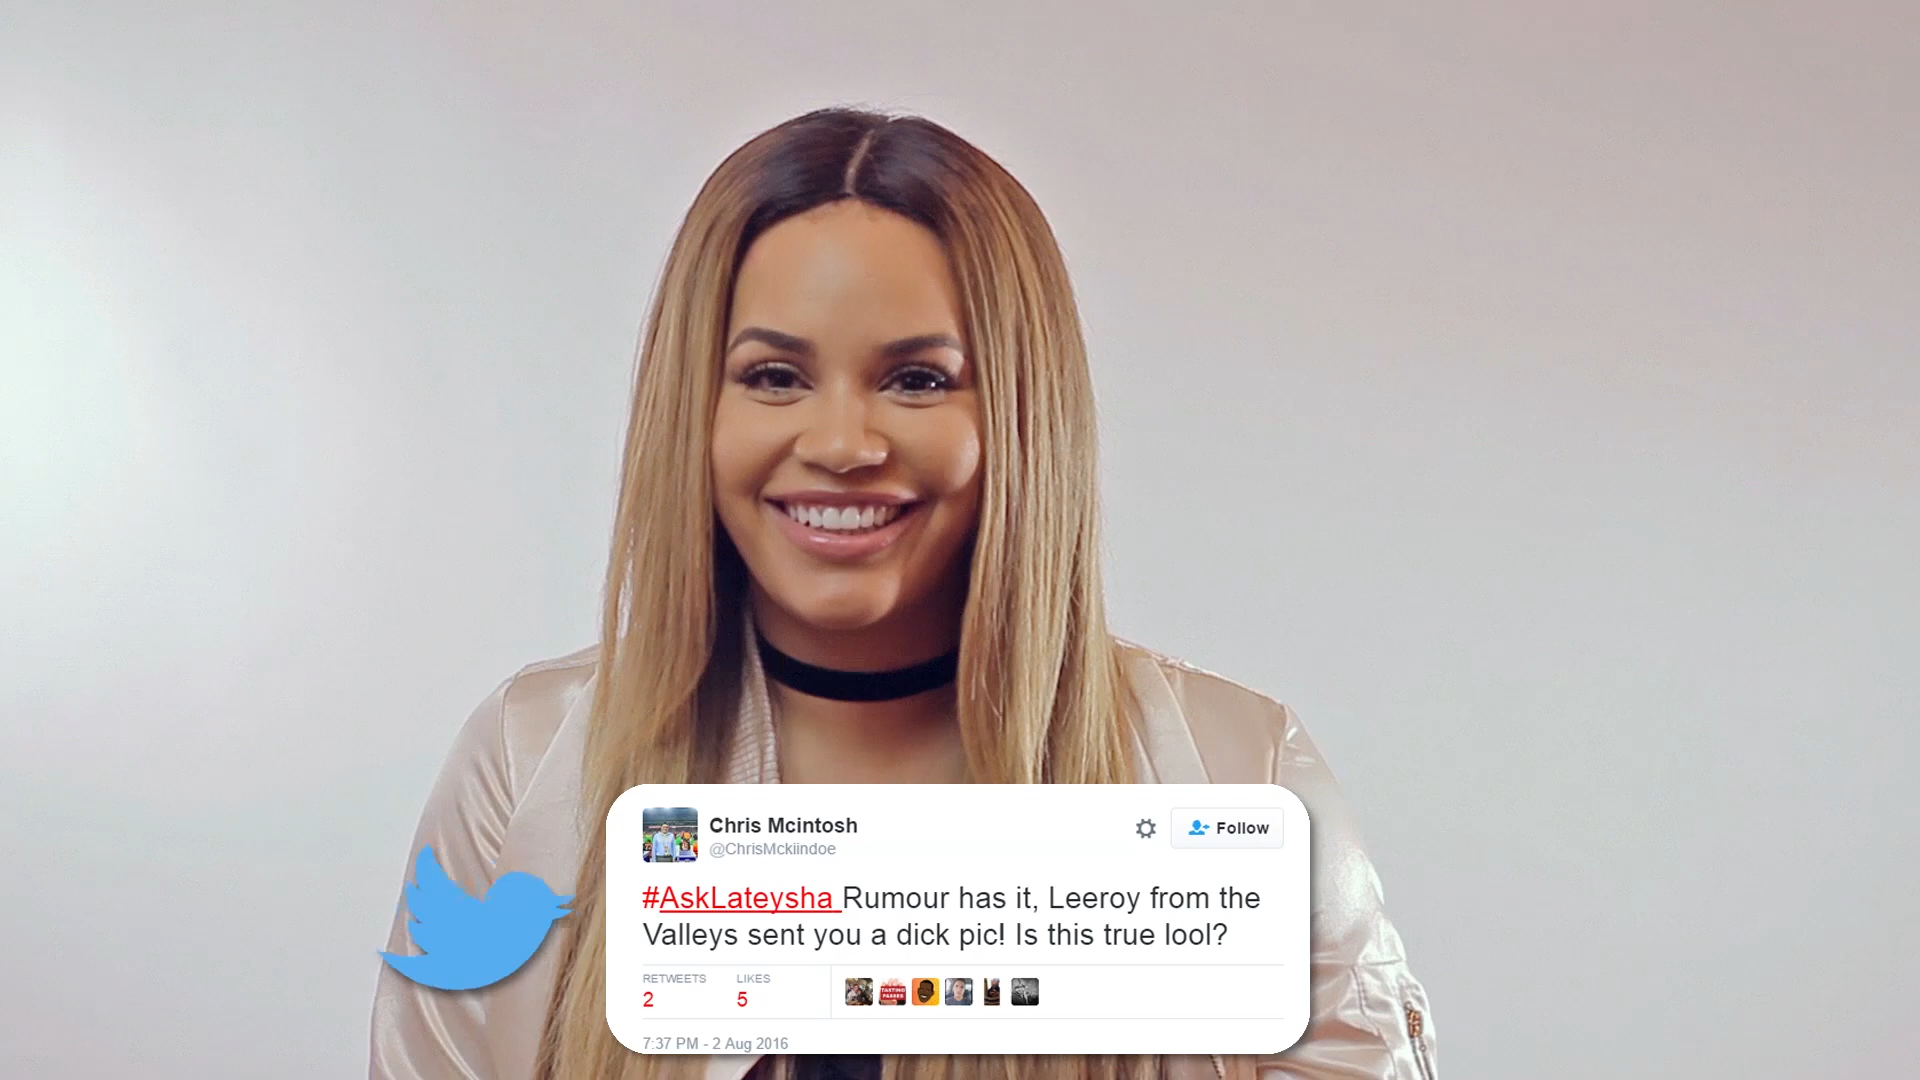 Chris Mcintosh
@ChrisMckiindoe
Follow
#AskLateysha Rumour has it, Leeroy from the
Valleys sent you a dick pic! Is this true lool?
RETWEETS LIKES
2 5
TASTING
7:37 PM - 2 Aug 2016